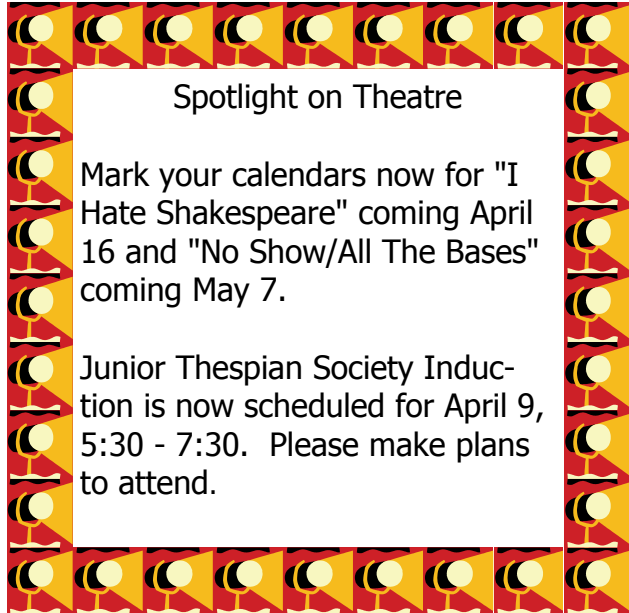 Spotlight on Theatre
Mark your calendars now for "I
Hate Shakespeare" coming April
16 and "No Show/All The Bases"
coming May 7.
Junior Thespian Society Induc-
tion is now scheduled for April 9,
5:30 - 7:30.  Please make plans
to attend.